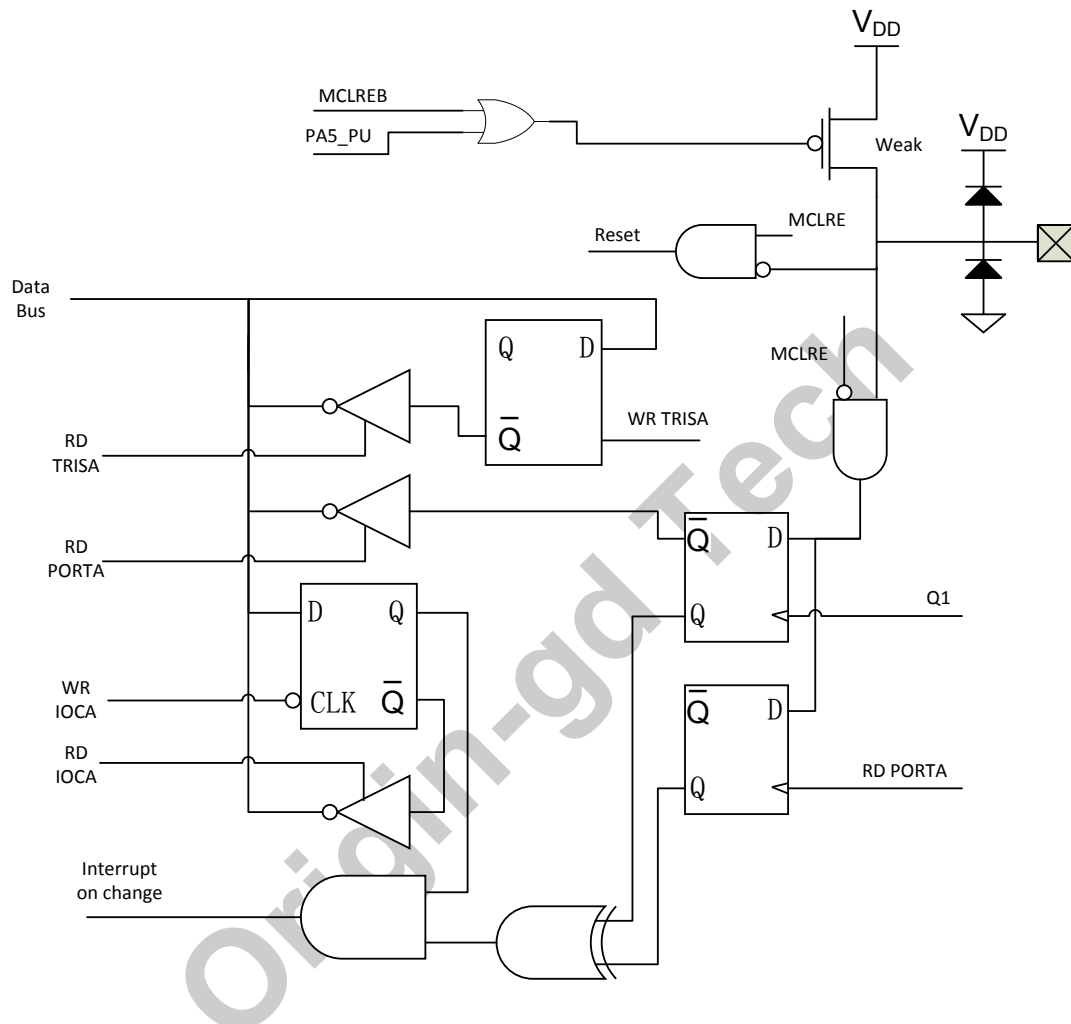 VDD
MCLREB
PA5_PU
Weak
VDD
MCLRE
Reset
Data
Bus
Q D
MCLRE
Q
WR TRISA
RD
TRISA
Q D
RD
PORTA
D Q
Q
Q1
WR
IOCA
CLK Q
Q D
RD
IOCA
Q
RD PORTA
Interrupt
on change
Origin-gd Tech